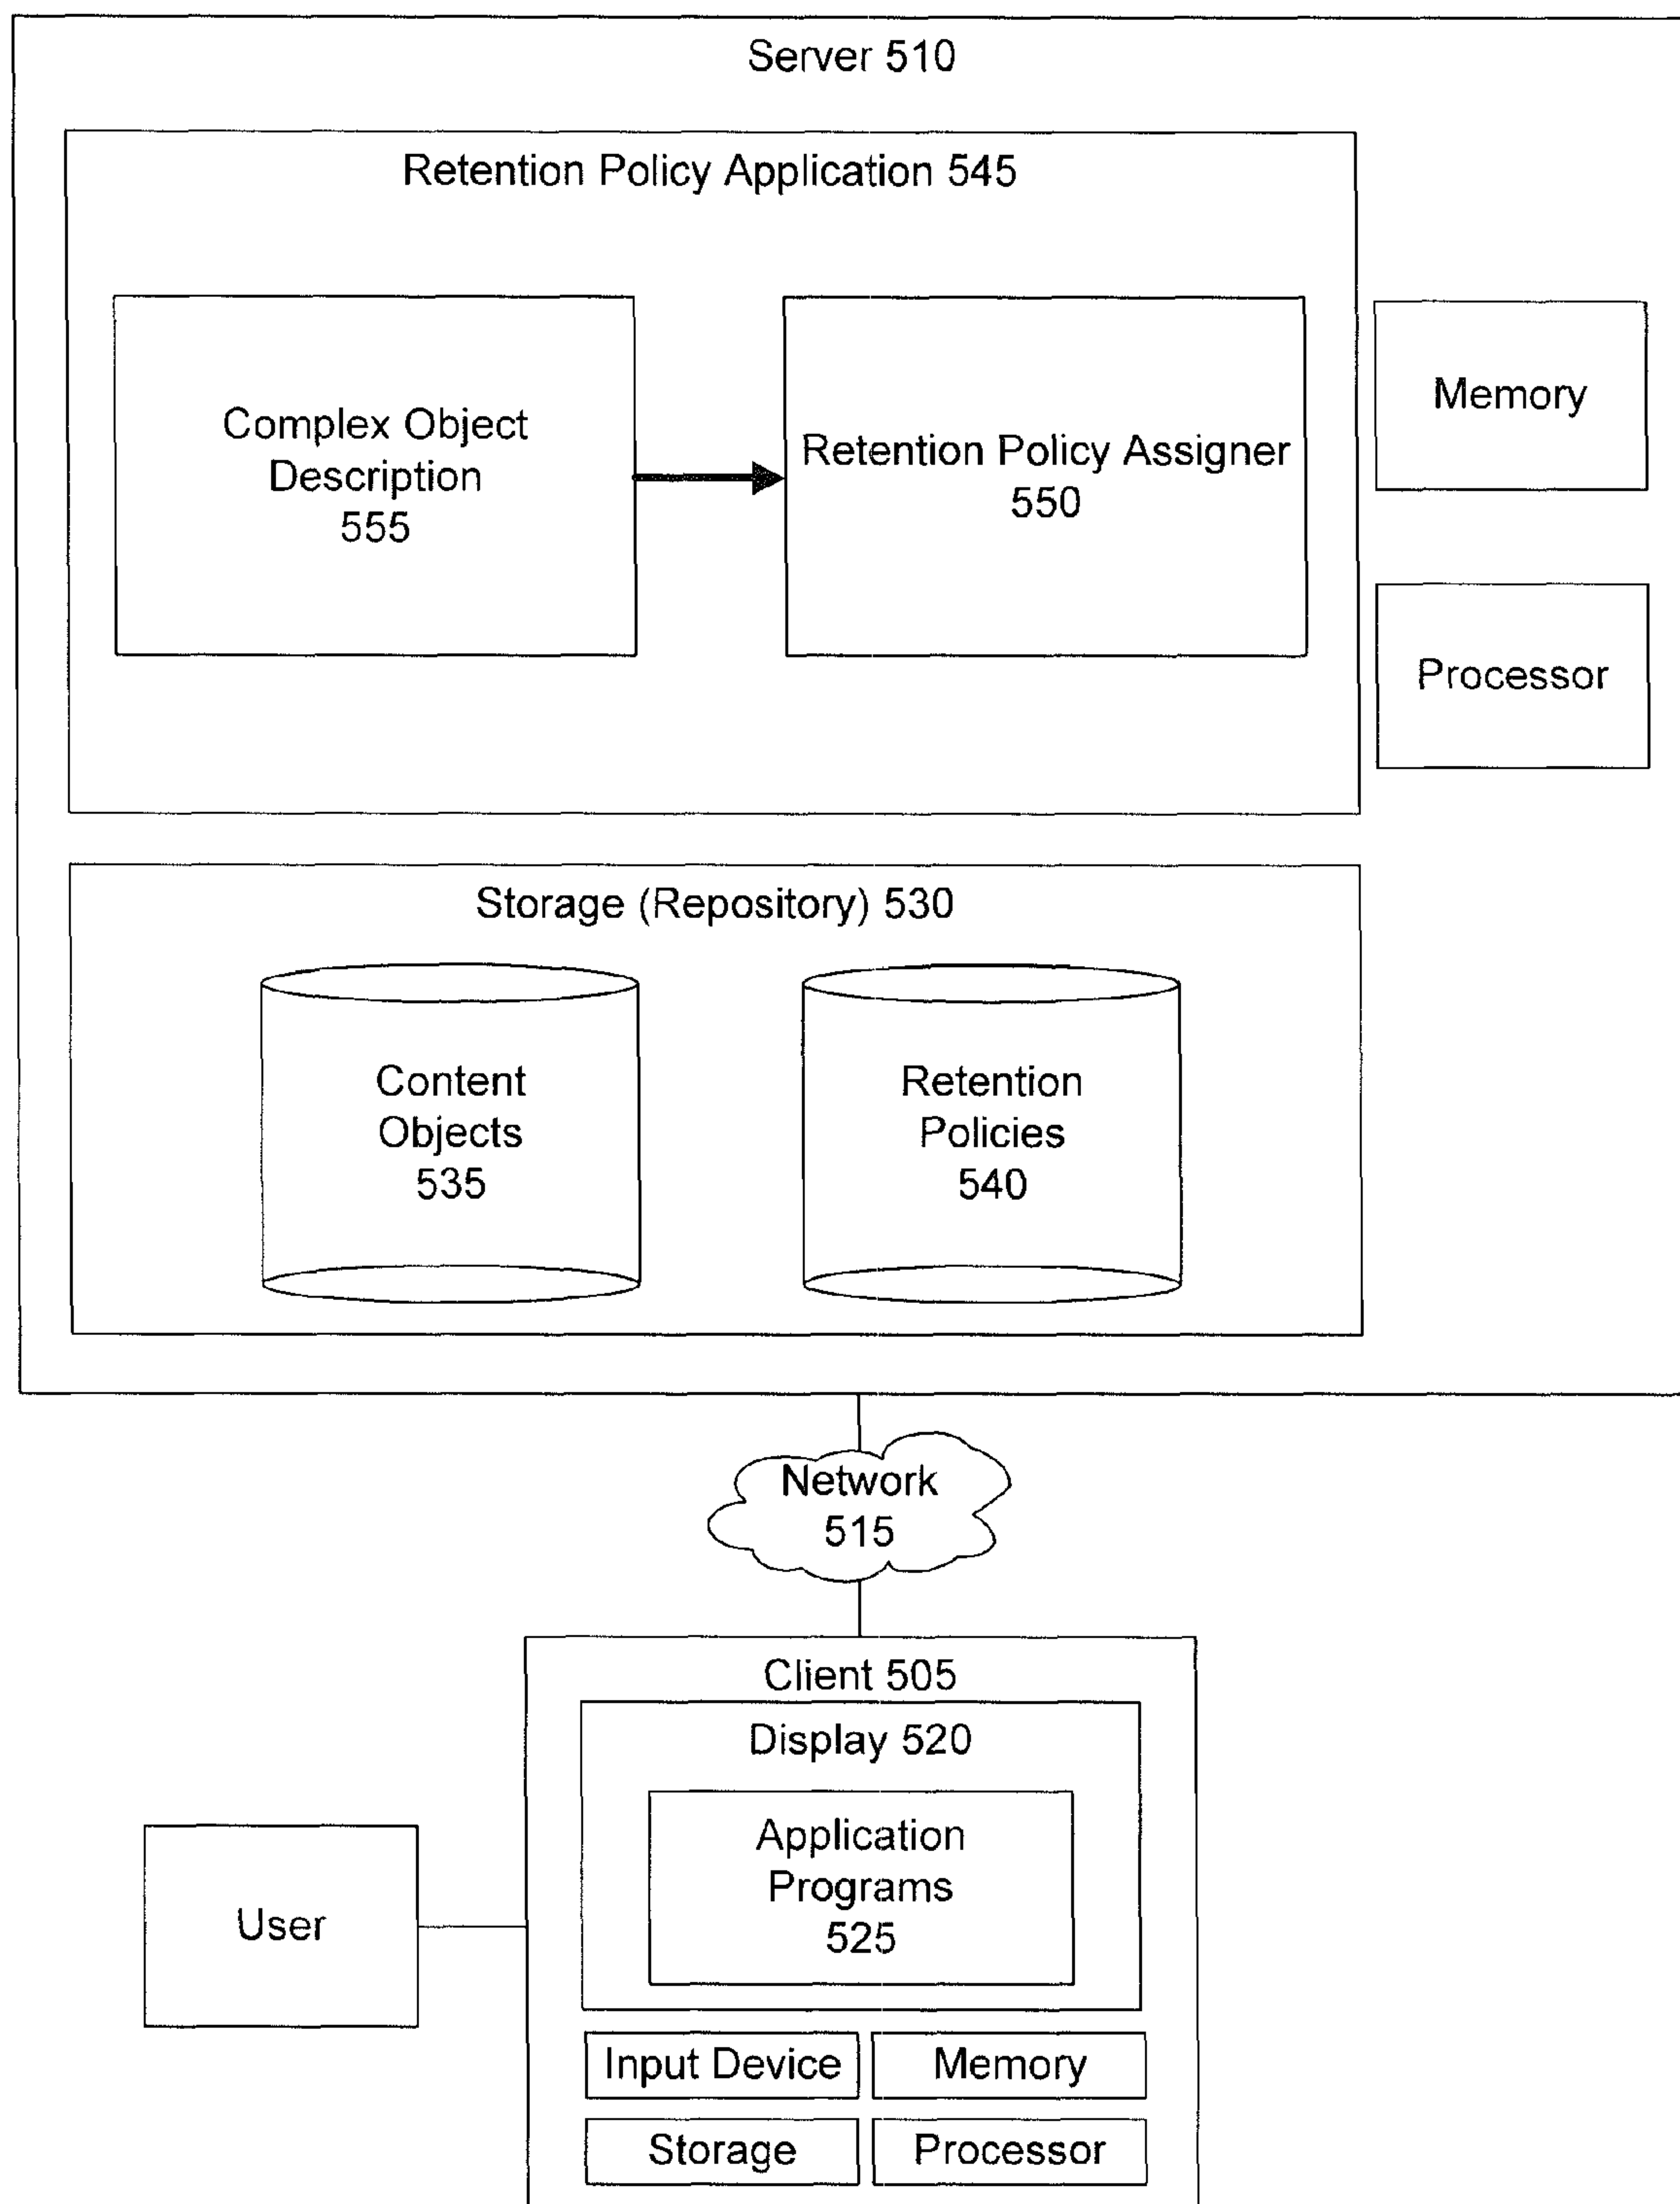 Server 510
Retention Policy Application 545
Complex Object
Description
555
Retention Policy Assigner
550
Memory
Processor
Storage (Repository) 530
Content
Objects
535
Retention
Policies
540
Network
515
Client 505
Display 520
Application
Programs
525
User
Input Device
Memory
Storage
Processor